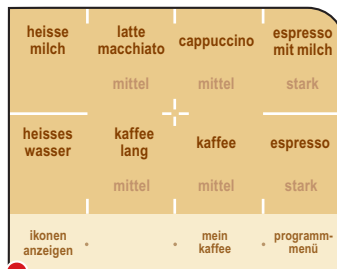 heisse milch
latte macchiato
cappuccino
espresso mit milch
mittel
mittel
stark
heisses wasser
kaffee lang
kaffee
espresso
mittel
mittel
stark
ikonen anzeigen
mein kaffee
programm-
menü